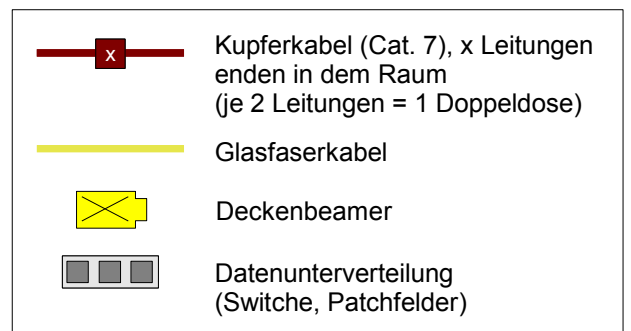 x
Kupferkabel (Cat. 7), x Leitungen
enden in dem Raum
(je 2 Leitungen = 1 Doppeldose)
Glasfaserkabel
Deckenbeamer
Datenunterverteilung
(Switche, Patchfelder)